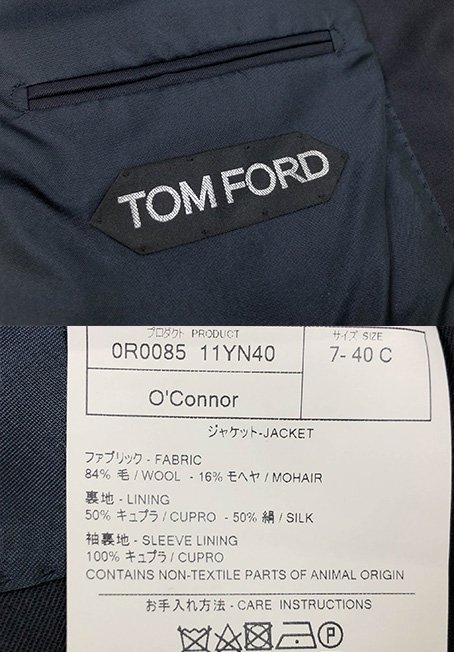 TOM FORD
プロダクト PRODUCT
サイズ SIZE
0R0085 11YN40
7- 40 C
O'Connor
ジャケット-JACKET
ファブリック - FABRIC
84% 毛 / WOOL - 16% モヘヤ / MOHAIR
裏地 - LINING
50% キュプラ / CUPRO - 50% 絹 / SILK
袖裏地 - SLEEVE LINING
100% キュプラ / CUPRO
CONTAINS NON-TEXTILE PARTS OF ANIMAL ORIGIN
お手入れ方法 - CARE INSTRUCTIONS
P